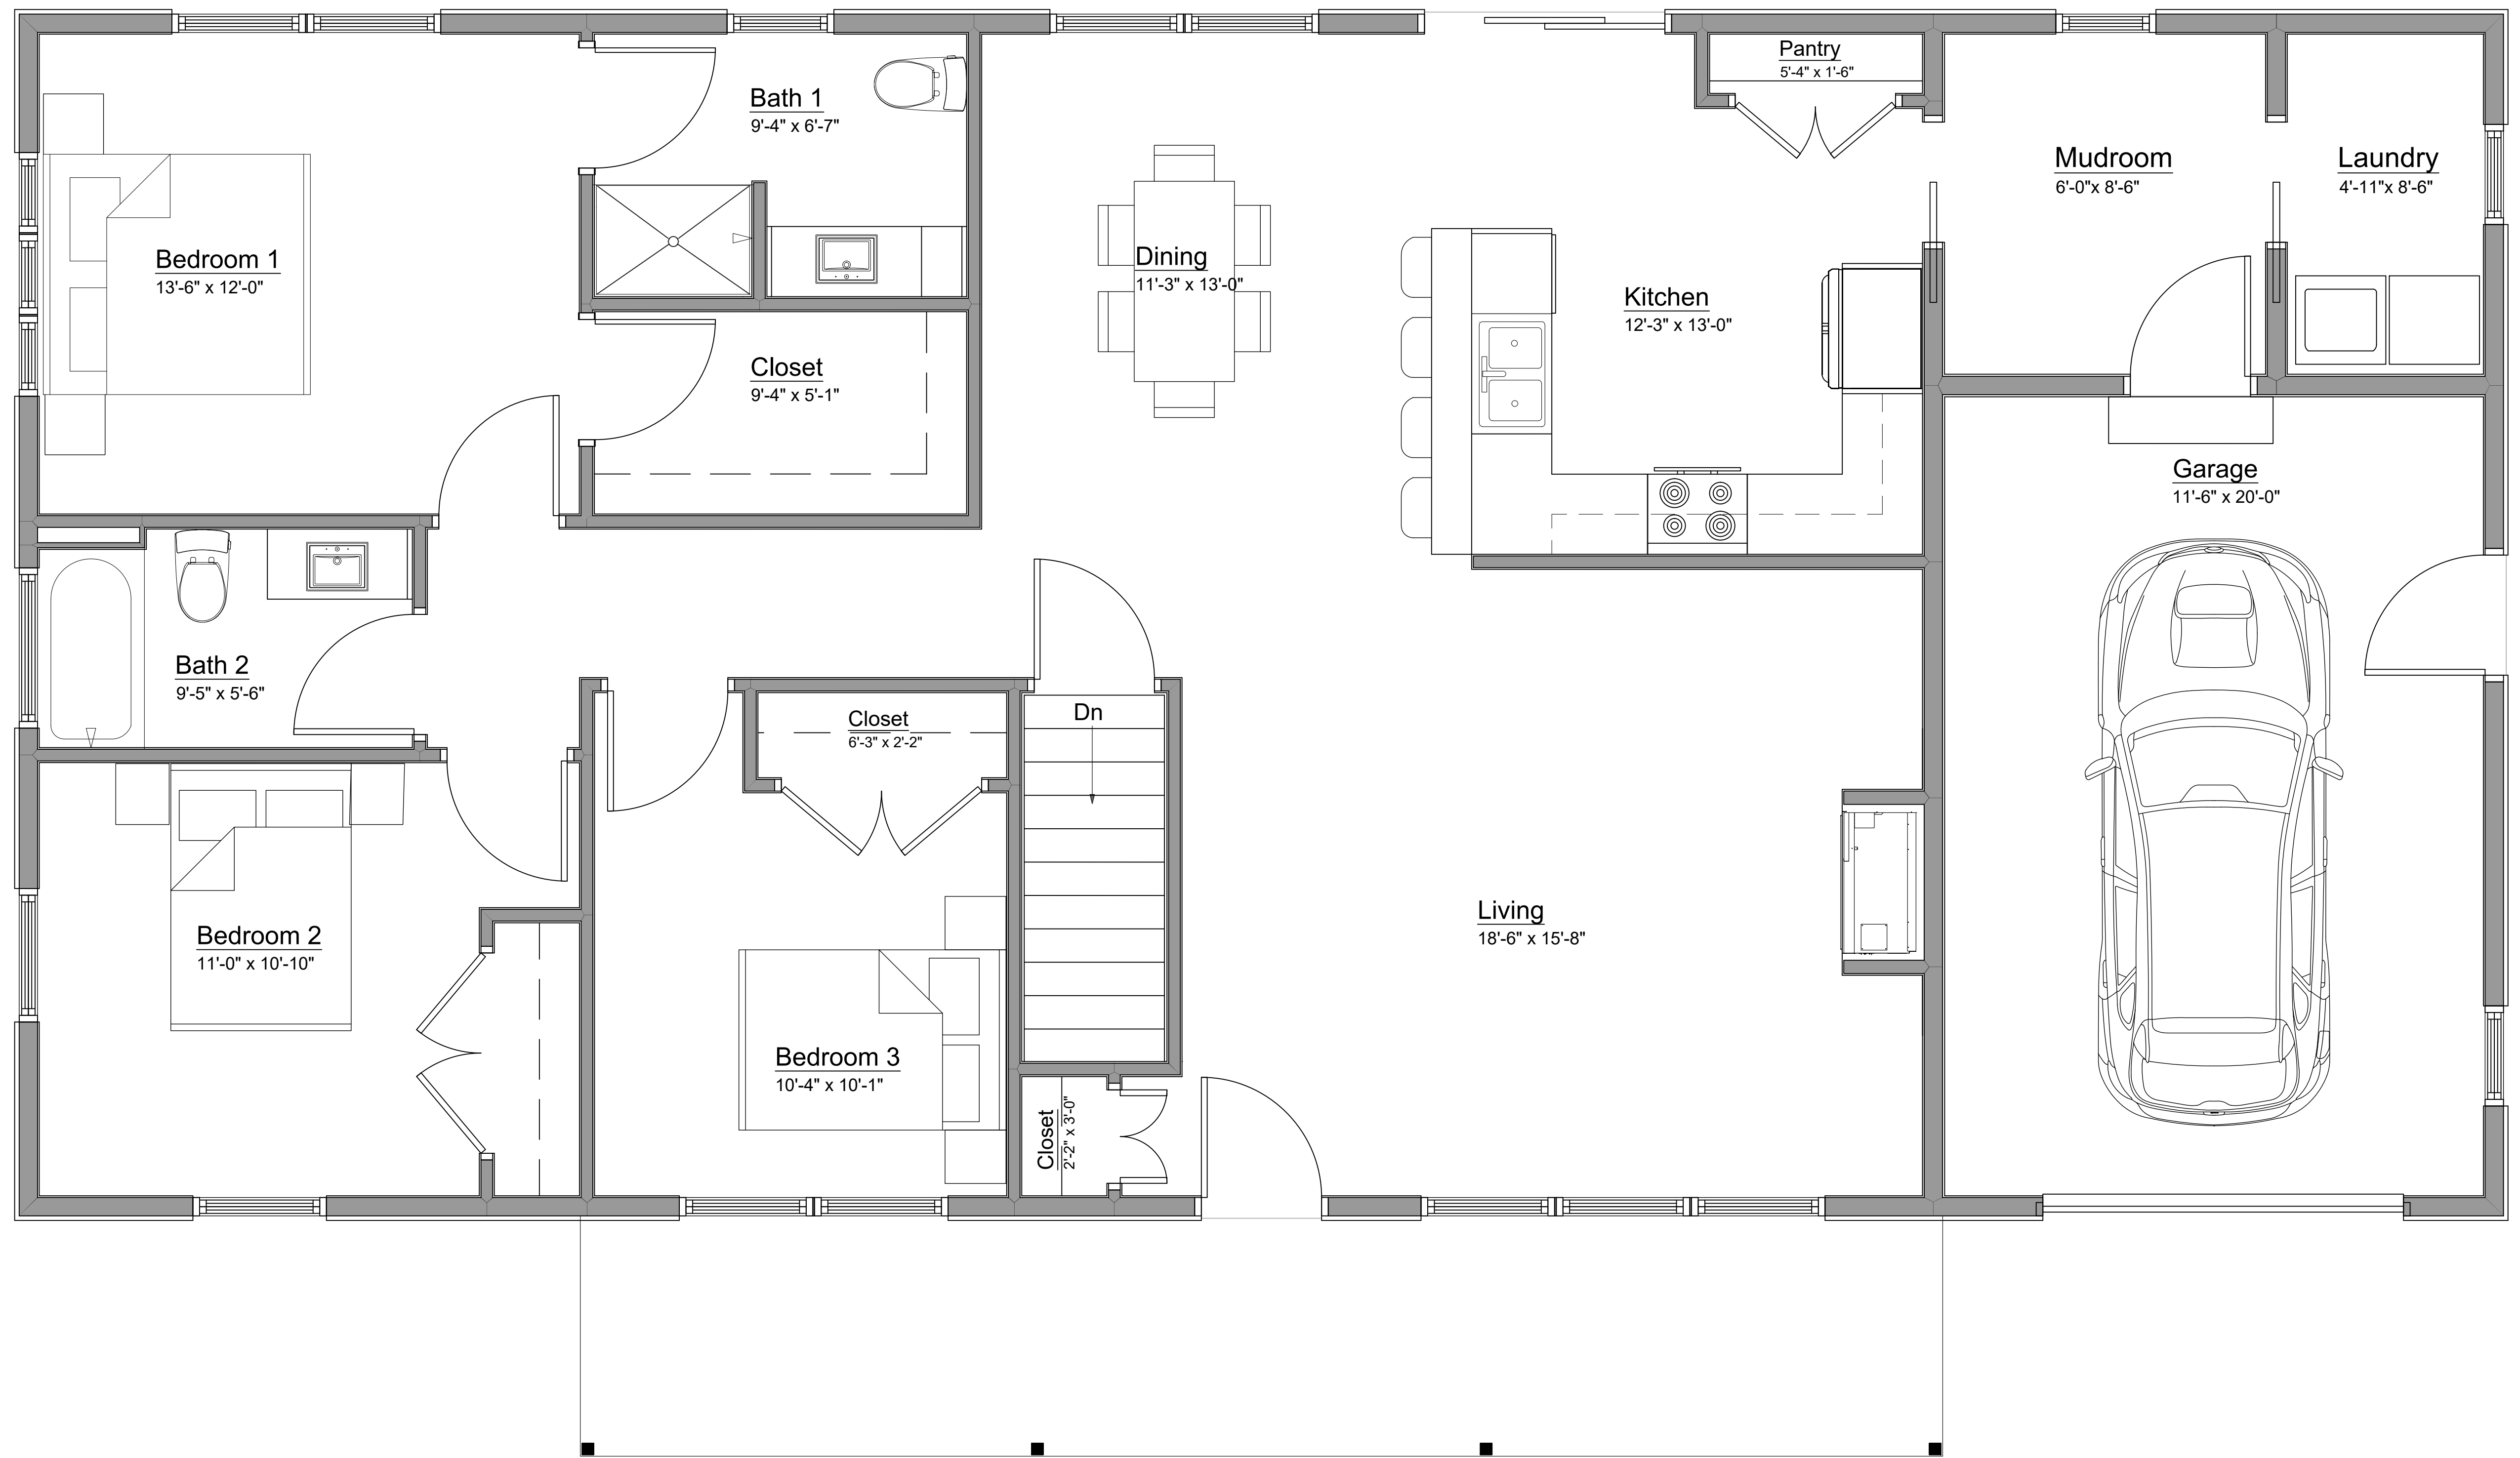 Pantry
5'-4" x 1'-6"
Bath 1
9'-4" x 6'-7"
Mudroom
6'-0"x 8'-6"
Laundry
4'-11"x 8'-6"
Bedroom 1
13'-6" x 12'-0"
Dining
11'-3" x 13'-0"
Kitchen
12'-3" x 13'-0"
Closet
9'-4" x 5'-1"
Garage
11'-6" x 20'-0"
Bath 2
9'-5" x 5'-6"
Closet
6'-3" x 2'-2"
Dn
Bedroom 2
11'-0" x 10'-10"
Living
18'-6" x 15'-8"
Bedroom 3
10'-4" x 10'-1"
Closet
2'-2" x 3'-0"